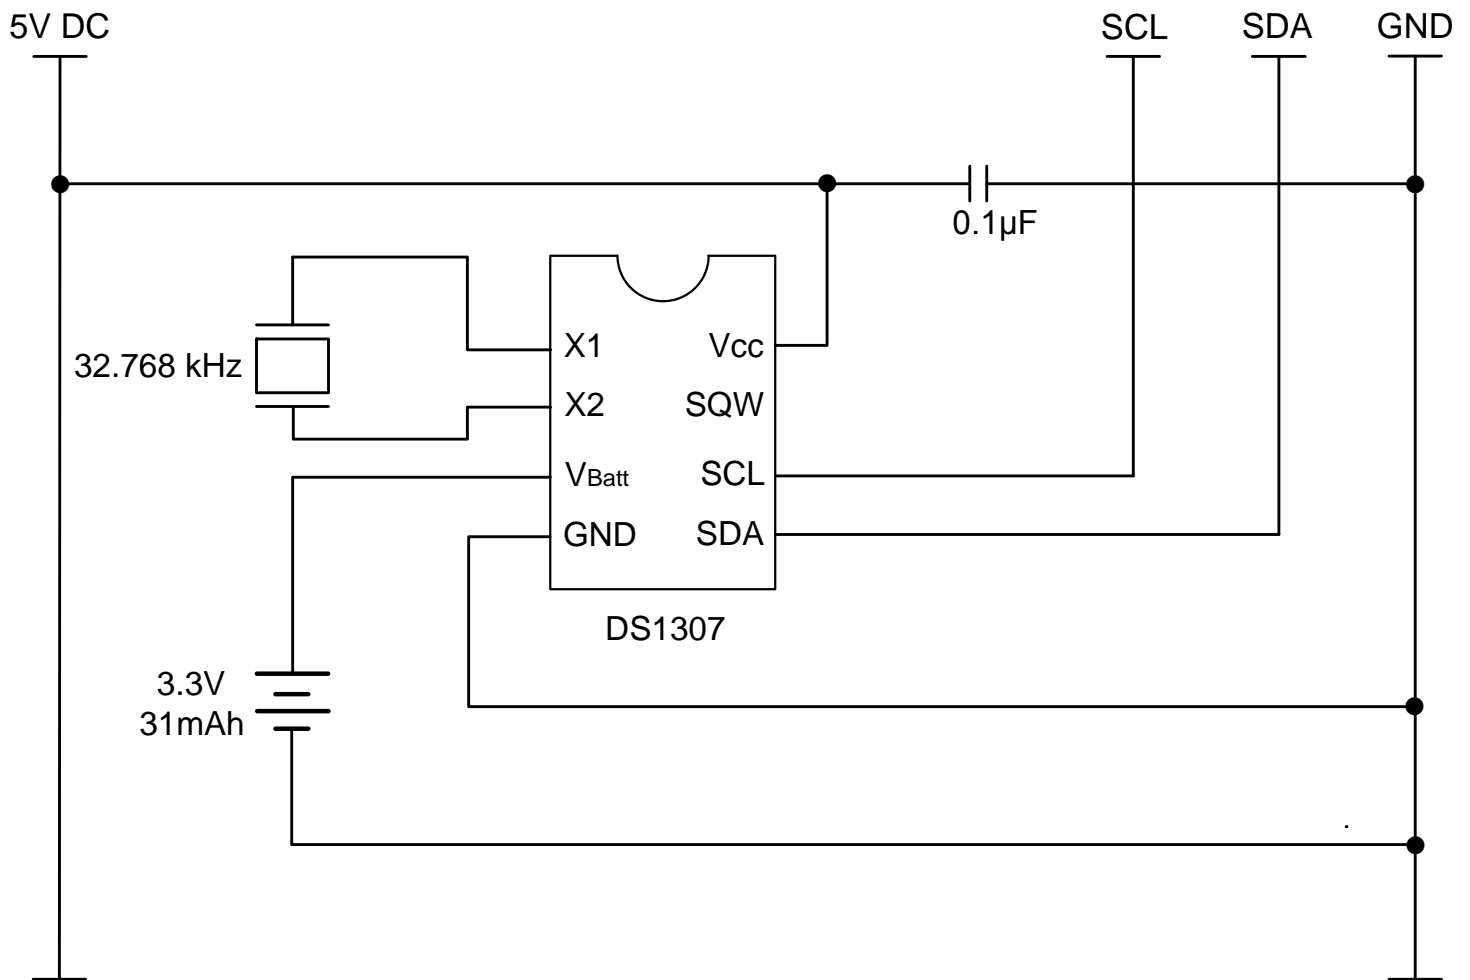 5V DC
SCL
SDA
GND
0.1µF
32.768 kHz
X1
Vcc
X2
SQW
VBatt
SCL
GND
SDA
DS1307
3.3V
31mAh